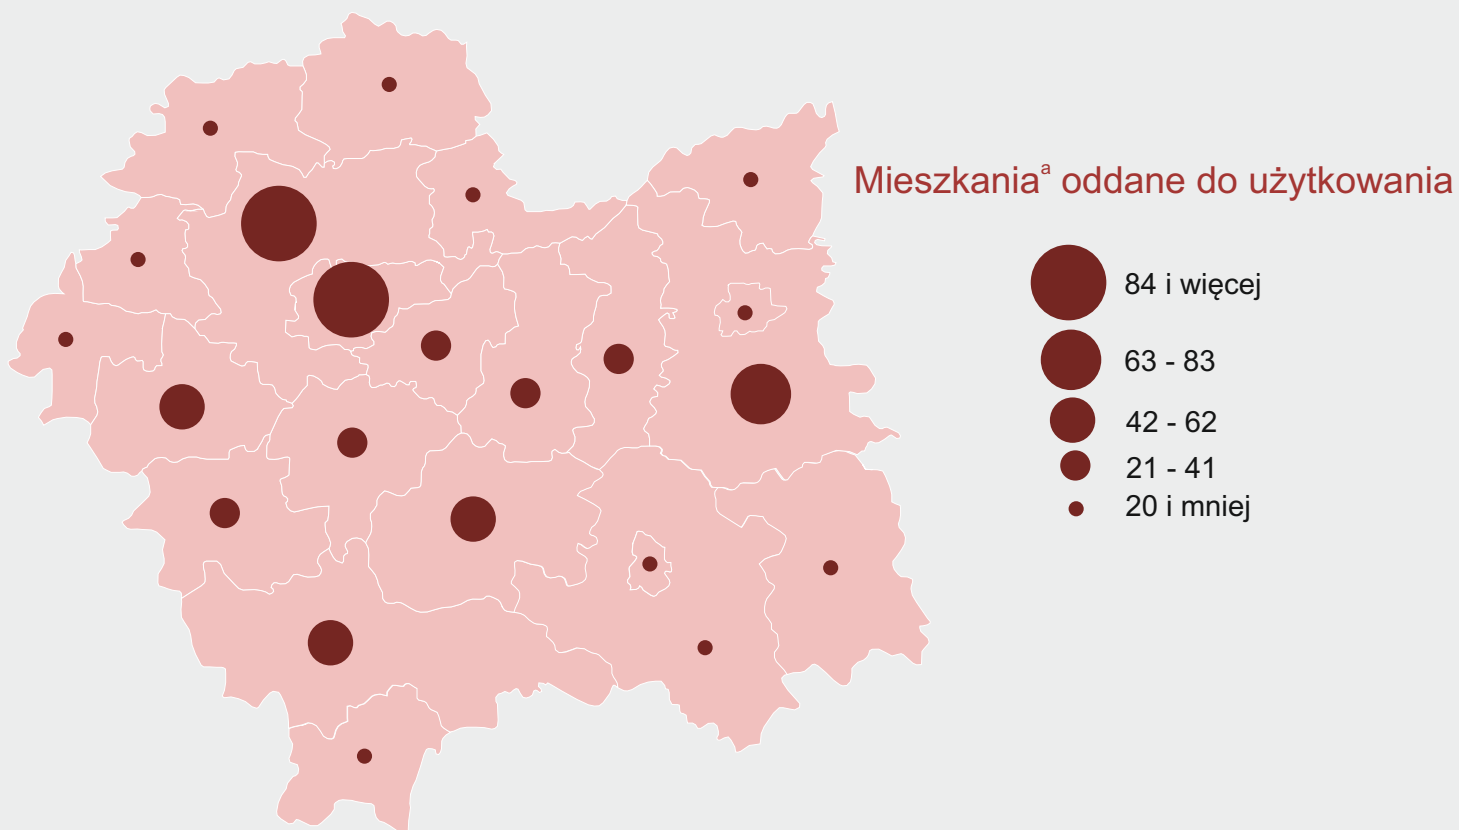 Mieszkaniaᵃ oddane do użytkowania
84 i więcej
63 - 83
42 - 62
21 - 41
20 i mniej